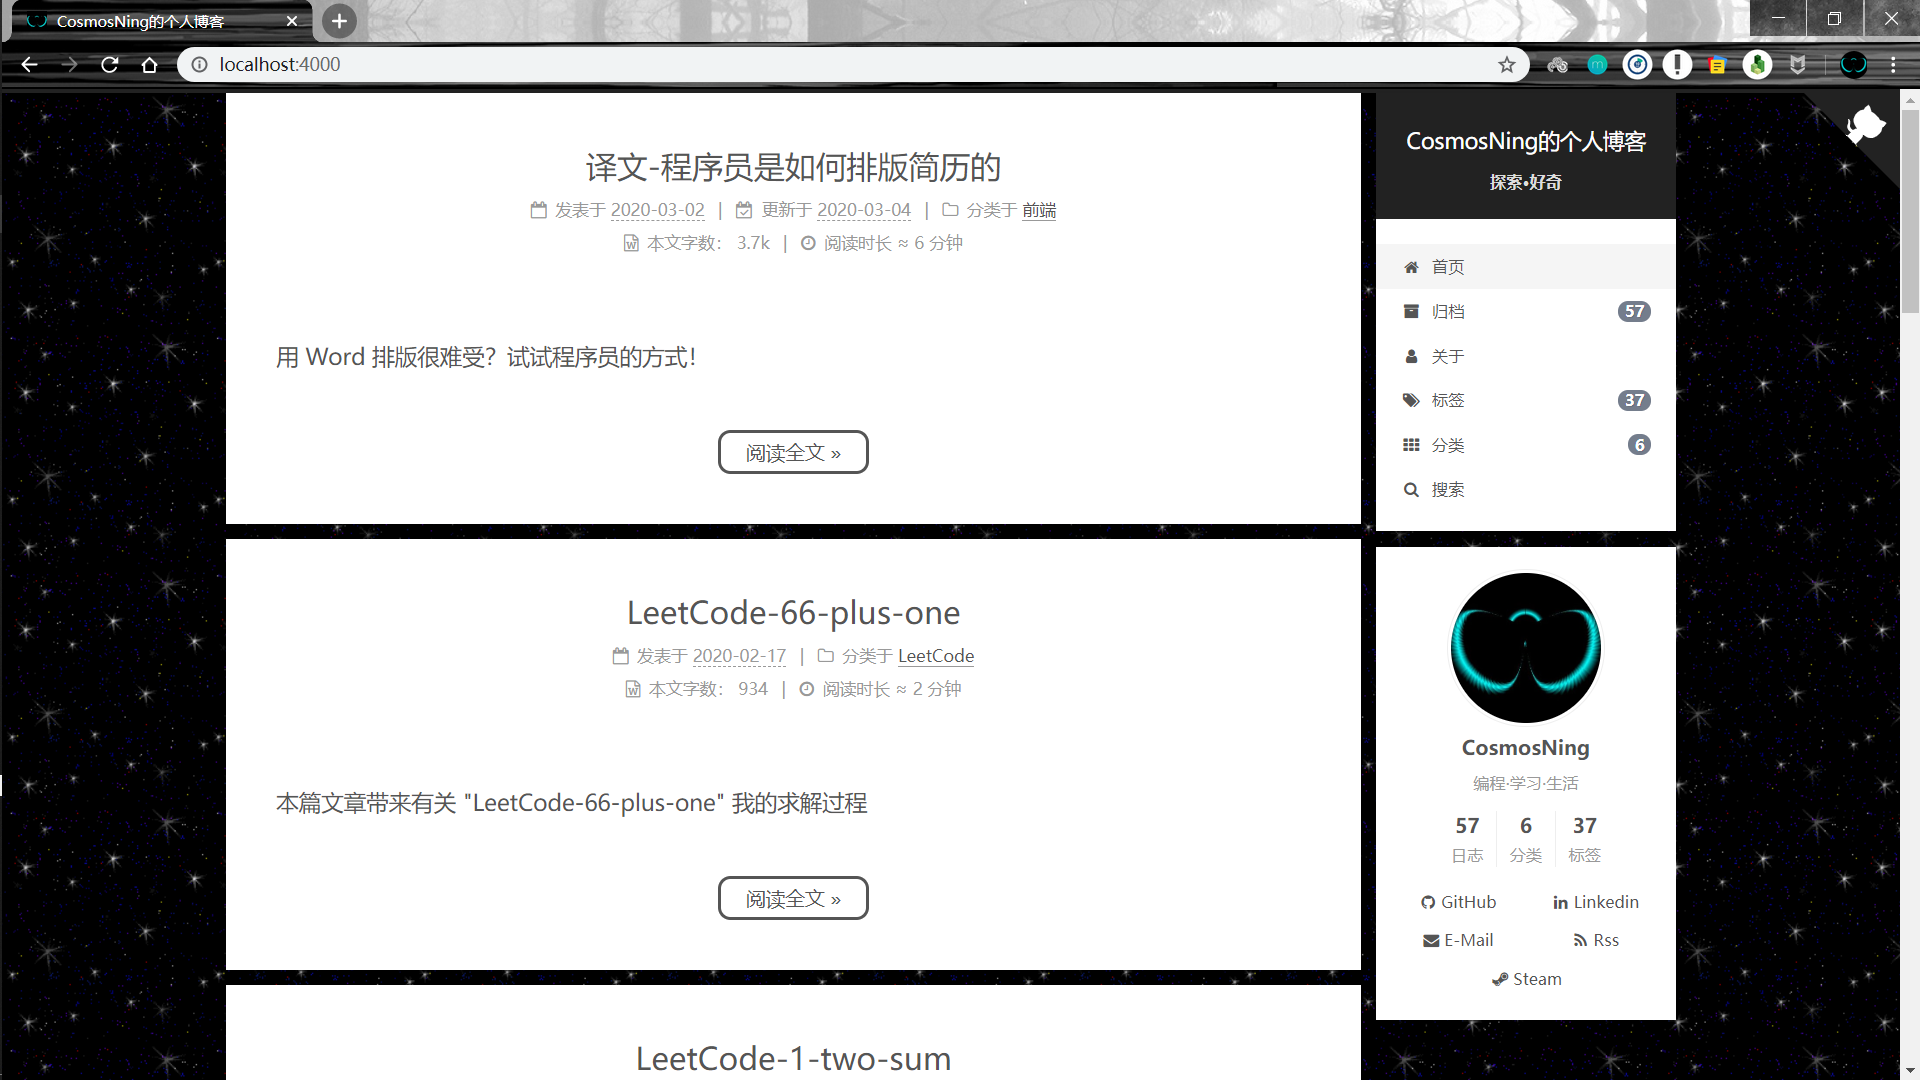 CosmosNing的个人博客
localhost:4000
译文-程序员是如何排版简历的
发表于 2020-03-02 | 更新于 2020-03-04 | 分类于 前端
本文字数： 3.7k | 阅读时长 ≈ 6 分钟
用 Word 排版很难受？试试程序员的方式！
阅读全文 »
LeetCode-66-plus-one
发表于 2020-02-17 | 分类于 LeetCode
本文字数： 934 | 阅读时长 ≈ 2 分钟
本篇文章带来有关 "LeetCode-66-plus-one" 我的求解过程
阅读全文 »
LeetCode-1-two-sum
CosmosNing的个人博客
探索•好奇
首页
归档 57
关于
标签 37
分类 6
搜索
CosmosNing
编程·学习·生活
57 6 37
日志 分类 标签
GitHub Linkedin
E-Mail Rss
Steam